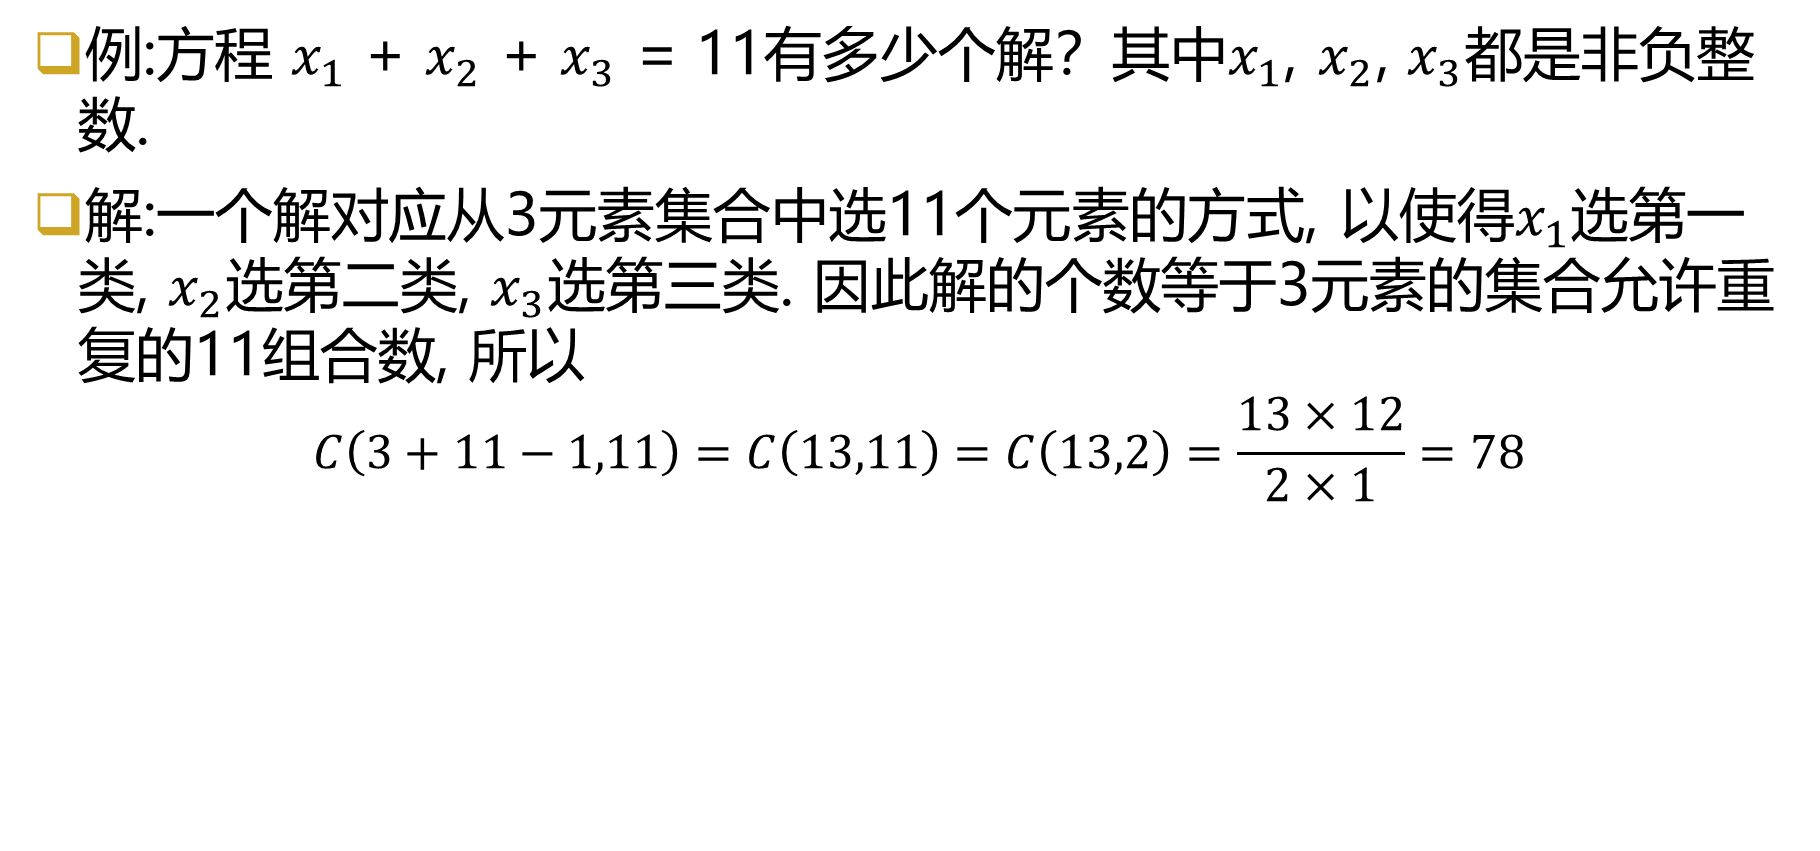 例:方程 x₁ + x₂ + x₃ = 11有多少个解？其中x₁, x₂, x₃都是非负整
数.
解:一个解对应从3元素集合中选11个元素的方式, 以使得x₁选第一
类, x₂选第二类, x₃选第三类. 因此解的个数等于3元素的集合允许重
复的11组合数, 所以
C(3 + 11 − 1,11) = C(13,11) = C(13,2) = (13 × 12)/(2 × 1) = 78